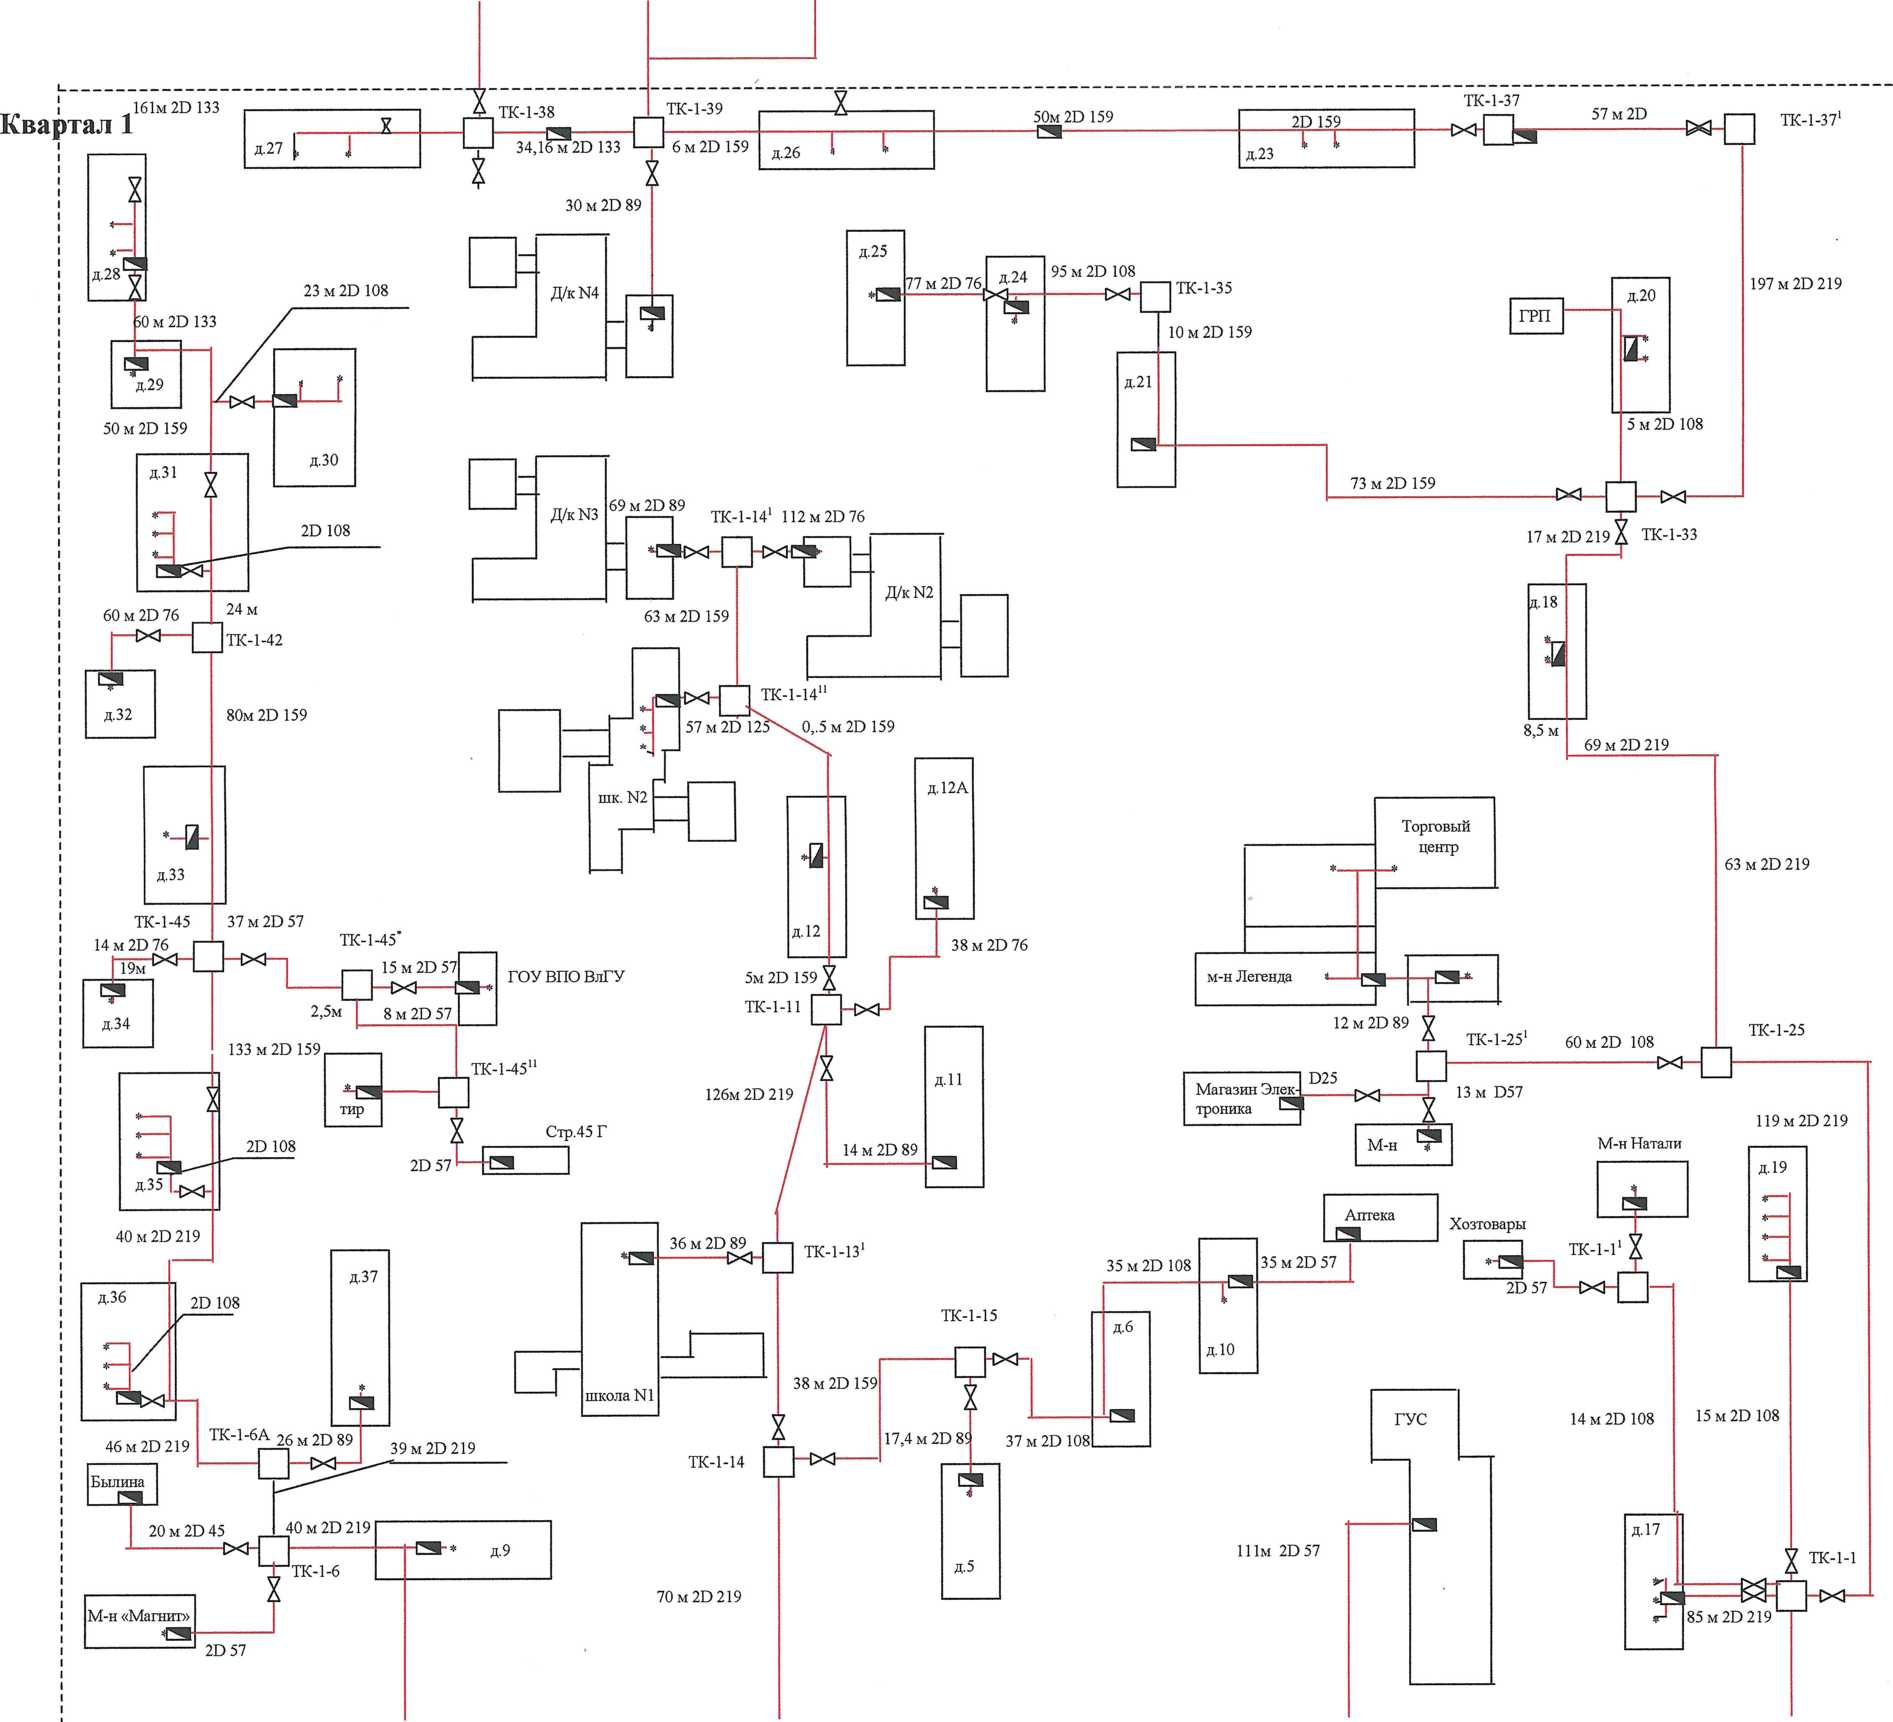 161м 2D 133
Квартал 1
д.27
ТК-1-38
34,16 м 2D 133
ТК-1-39
6 м 2D 159
д.26
50м 2D 159
2D 159
д.23
ТК-1-37
57 м 2D
ТК-1-37¹
30 м 2D 89
д.28
60 м 2D 133
23 м 2D 108
д.29
50 м 2D 159
д.30
Д/к N4
д.25
77 м 2D 76
д.24
95 м 2D 108
ТК-1-35
10 м 2D 159
д.21
ГРП
д.20
197 м 2D 219
5 м 2D 108
73 м 2D 159
17 м 2D 219
ТК-1-33
д.31
2D 108
24 м
60 м 2D 76
ТК-1-42
д.32
80м 2D 159
Д/к N3
69 м 2D 89
ТК-1-14¹
112 м 2D 76
Д/к N2
63 м 2D 159
ТК-1-14¹¹
57 м 2D 125
0,.5 м 2D 159
шк. N2
д.12А
д.12
38 м 2D 76
д.18
8,5 м
69 м 2D 219
63 м 2D 219
Торговый
центр
м-н Легенда
12 м 2D 89
ТК-1-25¹
60 м 2D 108
ТК-1-25
Магазин Элек-
троника
D25
13 м D57
М-н
119 м 2D 219
д.33
ТК-1-45
37 м 2D 57
14 м 2D 76
19м
д.34
ТК-1-45*
15 м 2D 57
ГОУ ВПО ВлГУ
2,5м
8 м 2D 57
133 м 2D 159
ТК-1-45¹¹
тир
Стр.45 Г
2D 57
5м 2D 159
ТК-1-11
126м 2D 219
д.11
14 м 2D 89
2D 108
д.35
40 м 2D 219
36 м 2D 89
ТК-1-13¹
школа N1
д.37
д.36
2D 108
ТК-1-6А
46 м 2D 219
26 м 2D 89
39 м 2D 219
Былина
20 м 2D 45
40 м 2D 219
ТК-1-6
д.9
М-н «Магнит»
2D 57
ТК-1-15
38 м 2D 159
ТК-1-14
17,4 м 2D 89
37 м 2D 108
д.5
70 м 2D 219
35 м 2D 108
д.6
д.10
35 м 2D 57
Аптека
Хозтовары
2D 57
М-н Натали
ТК-1-1¹
д.19
14 м 2D 108
15 м 2D 108
ГУС
111м 2D 57
д.17
85 м 2D 219
ТК-1-1